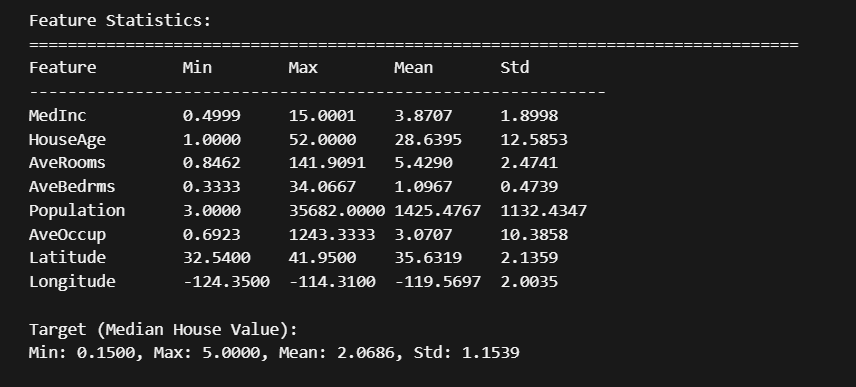 Feature Statistics:
================================================================================
Feature Min Max Mean Std
------------------------------------------------------------
MedInc 0.4999 15.0001 3.8707 1.8998
HouseAge 1.0000 52.0000 28.6395 12.5853
AveRooms 0.8462 141.9091 5.4290 2.4741
AveBedrms 0.3333 34.0667 1.0967 0.4739
Population 3.0000 35682.0000 1425.4767 1132.4347
AveOccup 0.6923 1243.3333 3.0707 10.3858
Latitude 32.5400 41.9500 35.6319 2.1359
Longitude -124.3500 -114.3100 -119.5697 2.0035
Target (Median House Value):
Min: 0.1500, Max: 5.0000, Mean: 2.0686, Std: 1.1539